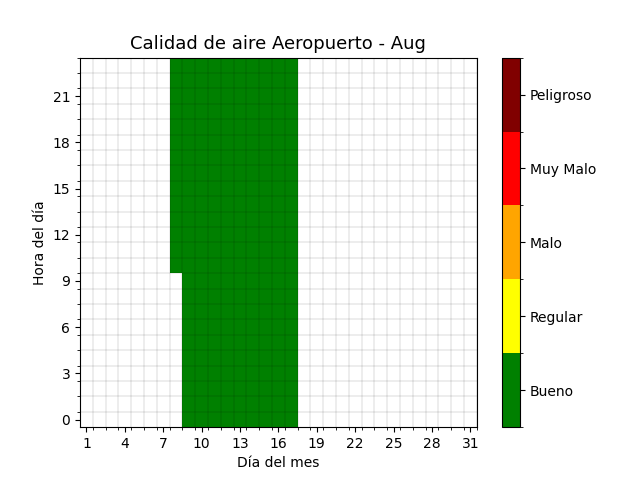 Calidad de aire Aeropuerto - Aug
Hora del día
21
18
15
12
9
6
3
0
1 4 7 10 13 16 19 22 25 28 31
Día del mes
Peligroso
Muy Malo
Malo
Regular
Bueno